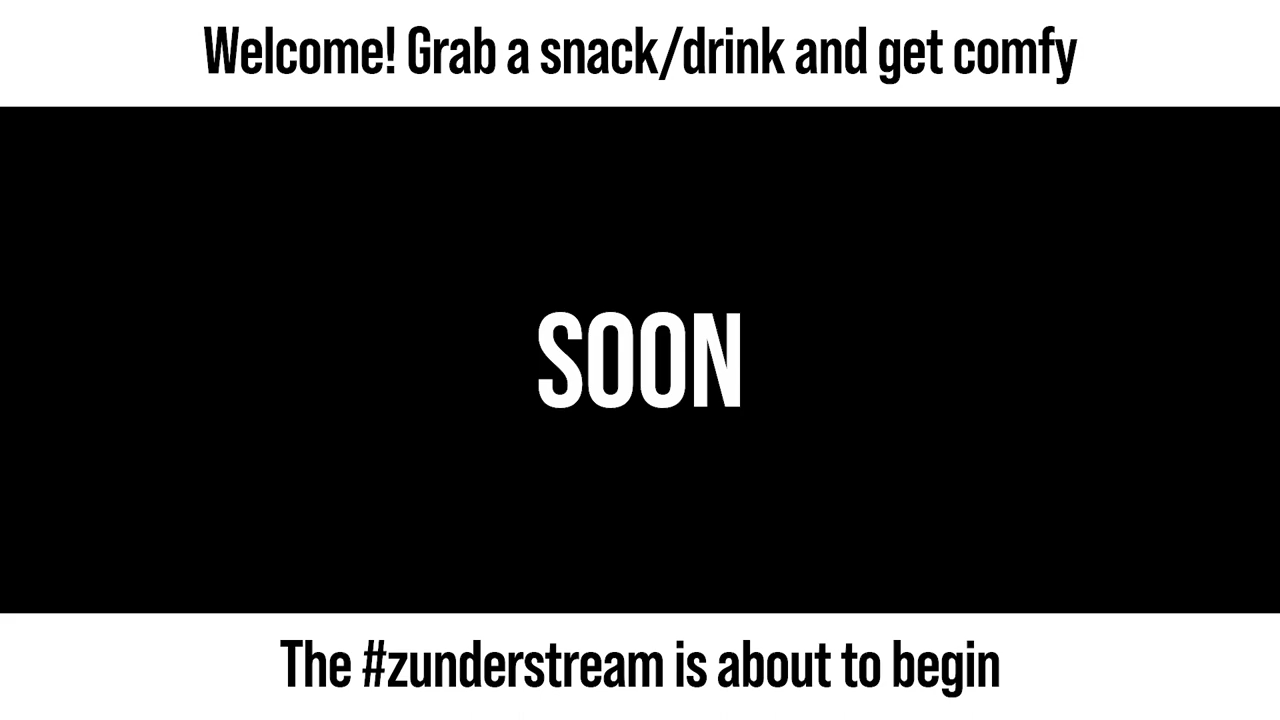 Welcome! Grab a snack/drink and get comfy
SOON
The #zunderstream is about to begin